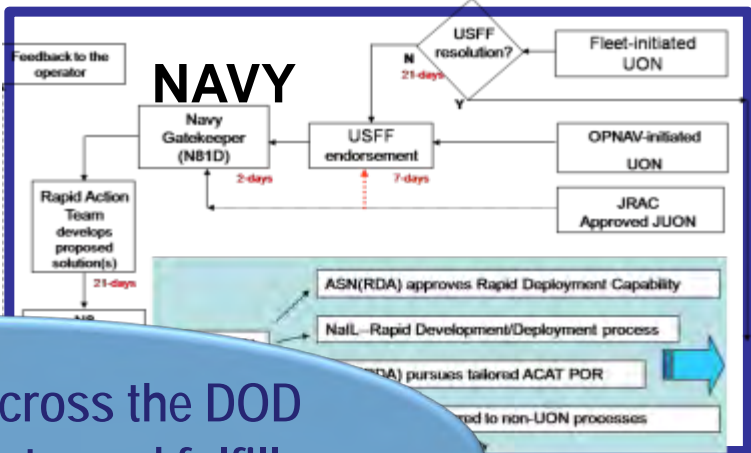 Feedback to the
operator
NAVY
USFF
resolution?
N
21-days
Y
Fleet-initiated
UON
Navy
Gatekeeper
(N81D)
2-days
USFF
endorsement
7-days
OPNAV-initiated
UON
JRAC
Approved JUON
Rapid Action
Team
develops
proposed
solution(s)
21-days
N8
ASN(RDA) approves Rapid Deployment Capability
NaIL–Rapid Development/Deployment process
(RDA) pursues tailored ACAT POR
red to non-UON processes
cross the DOD